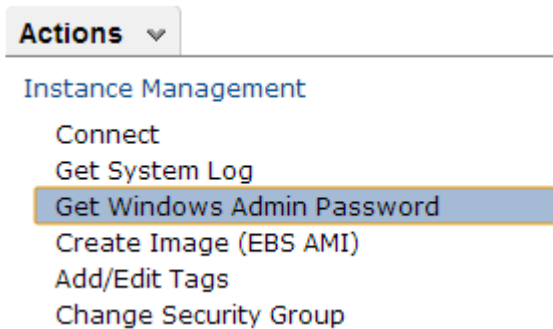 Actions
Instance Management
Connect
Get System Log
Get Windows Admin Password
Create Image (EBS AMI)
Add/Edit Tags
Change Security Group